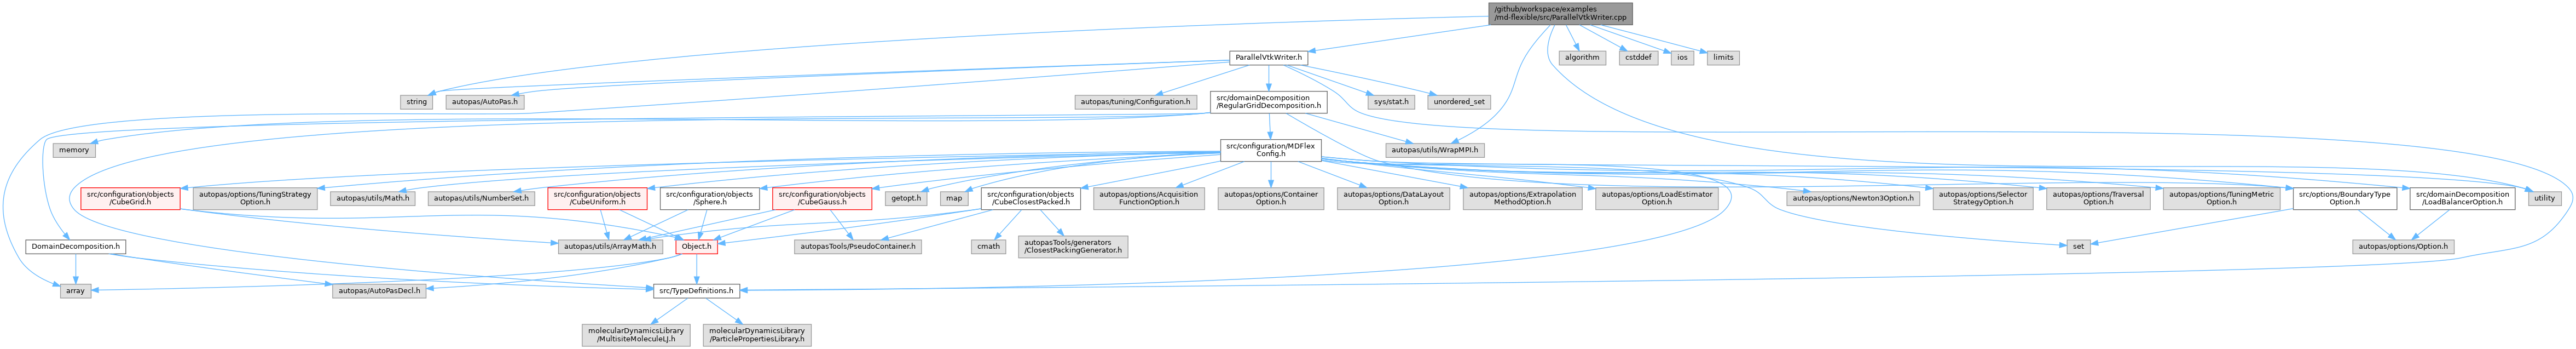 /github/workspace/examples
/md-flexible/src/ParallelVtkWriter.cpp
ParallelVtkWriter.h
algorithm
cstddef
ios
limits
string
autopas/AutoPas.h
autopas/tuning/Configuration.h
src/domainDecomposition
/RegularGridDecomposition.h
sys/stat.h
unordered_set
memory
src/configuration/MDFlex
Config.h
autopas/utils/WrapMPI.h
src/configuration/objects
/CubeGrid.h
autopas/options/TuningStrategy
Option.h
autopas/utils/Math.h
autopas/utils/NumberSet.h
src/configuration/objects
/CubeUniform.h
src/configuration/objects
/Sphere.h
src/configuration/objects
/CubeGauss.h
getopt.h
map
src/configuration/objects
/CubeClosestPacked.h
autopas/options/Acquisition
FunctionOption.h
autopas/options/Container
Option.h
autopas/options/DataLayout
Option.h
autopas/options/Extrapolation
MethodOption.h
autopas/options/LoadEstimator
Option.h
autopas/options/Newton3Option.h
autopas/options/Selector
StrategyOption.h
autopas/options/Traversal
Option.h
autopas/options/TuningMetric
Option.h
src/options/BoundaryType
Option.h
src/domainDecomposition
/LoadBalancerOption.h
utility
DomainDecomposition.h
autopas/utils/ArrayMath.h
Object.h
autopasTools/PseudoContainer.h
cmath
autopasTools/generators
/ClosestPackingGenerator.h
set
autopas/options/Option.h
array
autopas/AutoPasDecl.h
src/TypeDefinitions.h
molecularDynamicsLibrary
/MultisiteMoleculeLJ.h
molecularDynamicsLibrary
/ParticlePropertiesLibrary.h